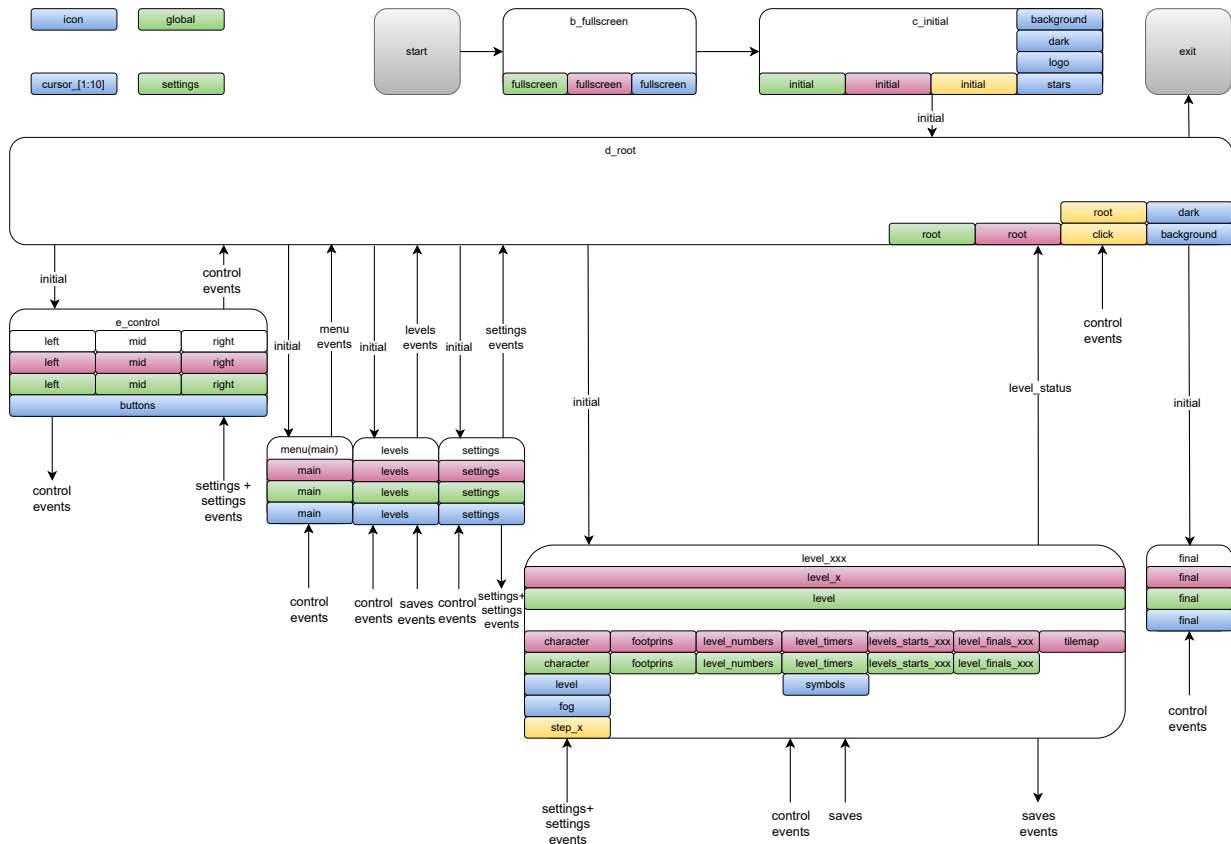 icon
global
cursor_[1:10]
settings
start
b_fullscreen
fullscreen
fullscreen
fullscreen
c_initial
background
dark
logo
initial
initial
initial
stars
exit
initial
d_root
root
dark
root
root
click
background
initial
control
events
e_control
left
mid
right
left
mid
right
left
mid
right
buttons
control
events
settings +
settings
events
initial
menu
events
initial
levels
events
initial
settings
events
menu(main)
main
main
main
levels
levels
levels
levels
settings
settings
settings
settings
control
events
control
events
saves
events
control
events
settings+
settings
events
initial
level_status
control
events
initial
level_xxx
level_x
level
character
footprins
level_numbers
level_timers
levels_starts_xxx
level_finals_xxx
tilemap
character
footprins
level_numbers
level_timers
levels_starts_xxx
level_finals_xxx
level
symbols
fog
step_x
settings+
settings
events
control
events
saves
saves
events
final
final
final
final
control
events